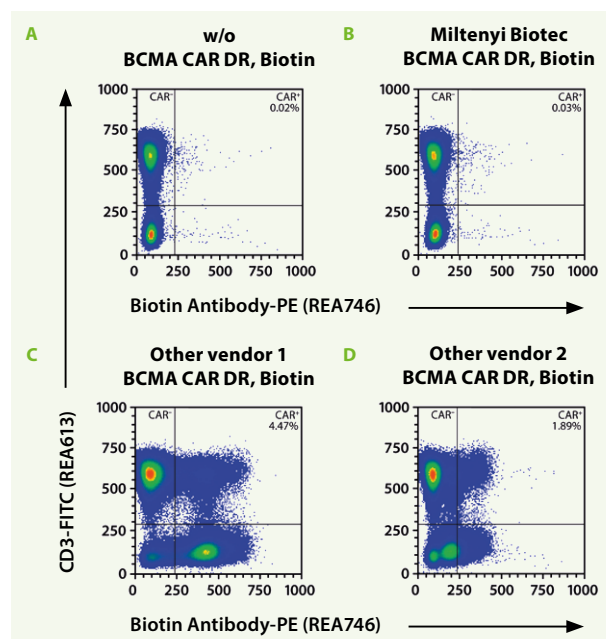 A
w/o
BCMA CAR DR, Biotin
B
Miltenyi Biotec
BCMA CAR DR, Biotin
1000
750
500
250
0
CAR⁻
CAR⁺
0.02%
0 250 500 750 1000
1000
750
500
250
0
CAR⁻
CAR⁺
0.03%
0 250 500 750 1000
Biotin Antibody-PE (REA746)
C
Other vendor 1
BCMA CAR DR, Biotin
D
Other vendor 2
BCMA CAR DR, Biotin
1000
750
500
250
0
CAR⁻
CAR⁺
4.47%
0 250 500 750 1000
1000
750
500
250
0
CAR⁻
CAR⁺
1.89%
0 250 500 750 1000
CD3-FITC (REA613)
Biotin Antibody-PE (REA746)